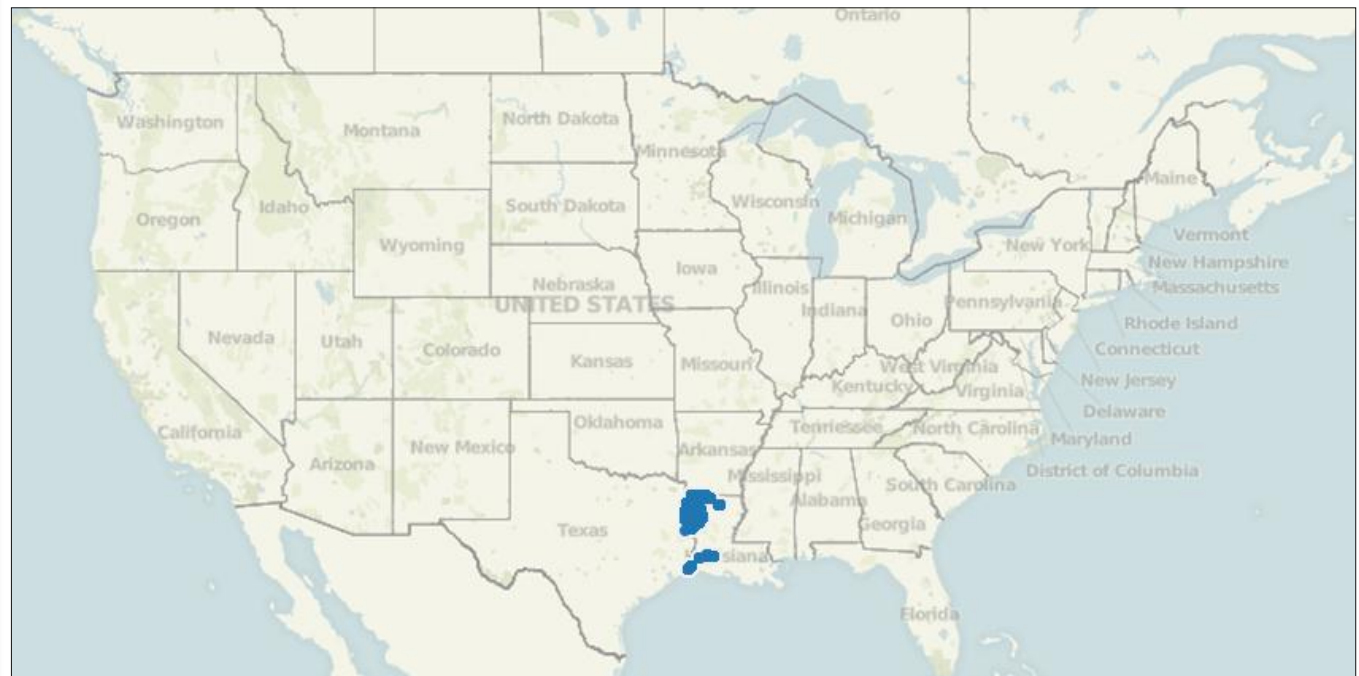 Ontario
Washington
Montana
North Dakota
Minnesota
Maine
Oregon
Idaho
South Dakota
Wisconsin
Michigan
Wyoming
New York
Vermont
New Hampshire
Massachusetts
Nebraska
Iowa
Illinois
Indiana
Ohio
Pennsylvania
UNITED STATES
Rhode Island
Connecticut
Nevada
Utah
Colorado
Kansas
Missouri
West Virginia
Kentucky
Virginia
New Jersey
Delaware
Maryland
District of Columbia
California
Arizona
New Mexico
Oklahoma
Arkansas
Tennessee
North Carolina
Mississippi
Alabama
South Carolina
Georgia
Texas
siana
Florida